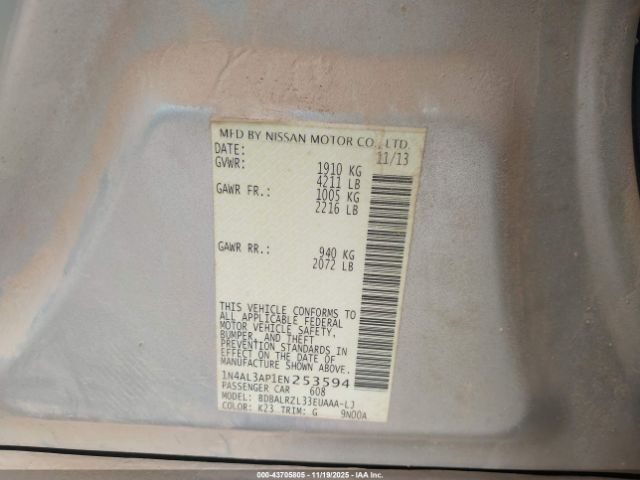 MFD BY NISSAN MOTOR CO., LTD.
DATE: 11/13
GVWR: 1910 KG
4211 LB
GAWR FR.: 1005 KG
2216 LB
GAWR RR.: 940 KG
2072 LB
THIS VEHICLE CONFORMS TO
ALL APPLICABLE FEDERAL
MOTOR VEHICLE SAFETY,
BUMPER, AND THEFT
PREVENTION STANDARDS IN
EFFECT ON THE DATE OF
MANUFACTURE SHOWN ABOVE.
1N4AL3AP1EN253594
PASSENGER CAR 608
MODEL: BDBALRZL33EUAAA-LJ
COLOR: K23 TRIM: G 9N00A
000-43705805 - 11/19/2025 - IAA Inc.